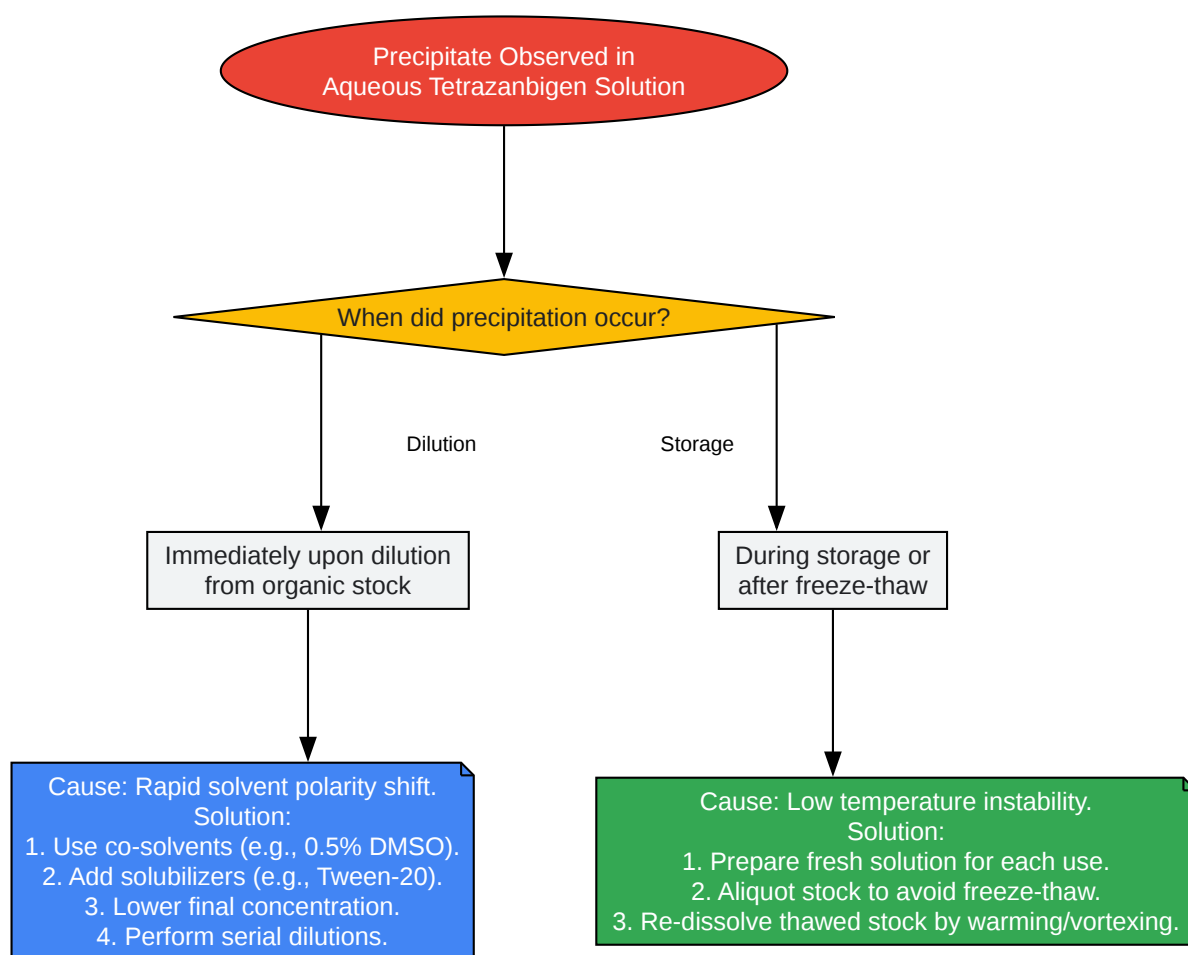 Precipitate Observed in
Aqueous Tetrazanbigen Solution
When did precipitation occur?
Dilution
Storage
Immediately upon dilution
from organic stock
During storage or
after freeze-thaw
Cause: Rapid solvent polarity shift.
Solution:
1. Use co-solvents (e.g., 0.5% DMSO).
2. Add solubilizers (e.g., Tween-20).
3. Lower final concentration.
4. Perform serial dilutions.
Cause: Low temperature instability.
Solution:
1. Prepare fresh solution for each use.
2. Aliquot stock to avoid freeze-thaw.
3. Re-dissolve thawed stock by warming/vortexing.